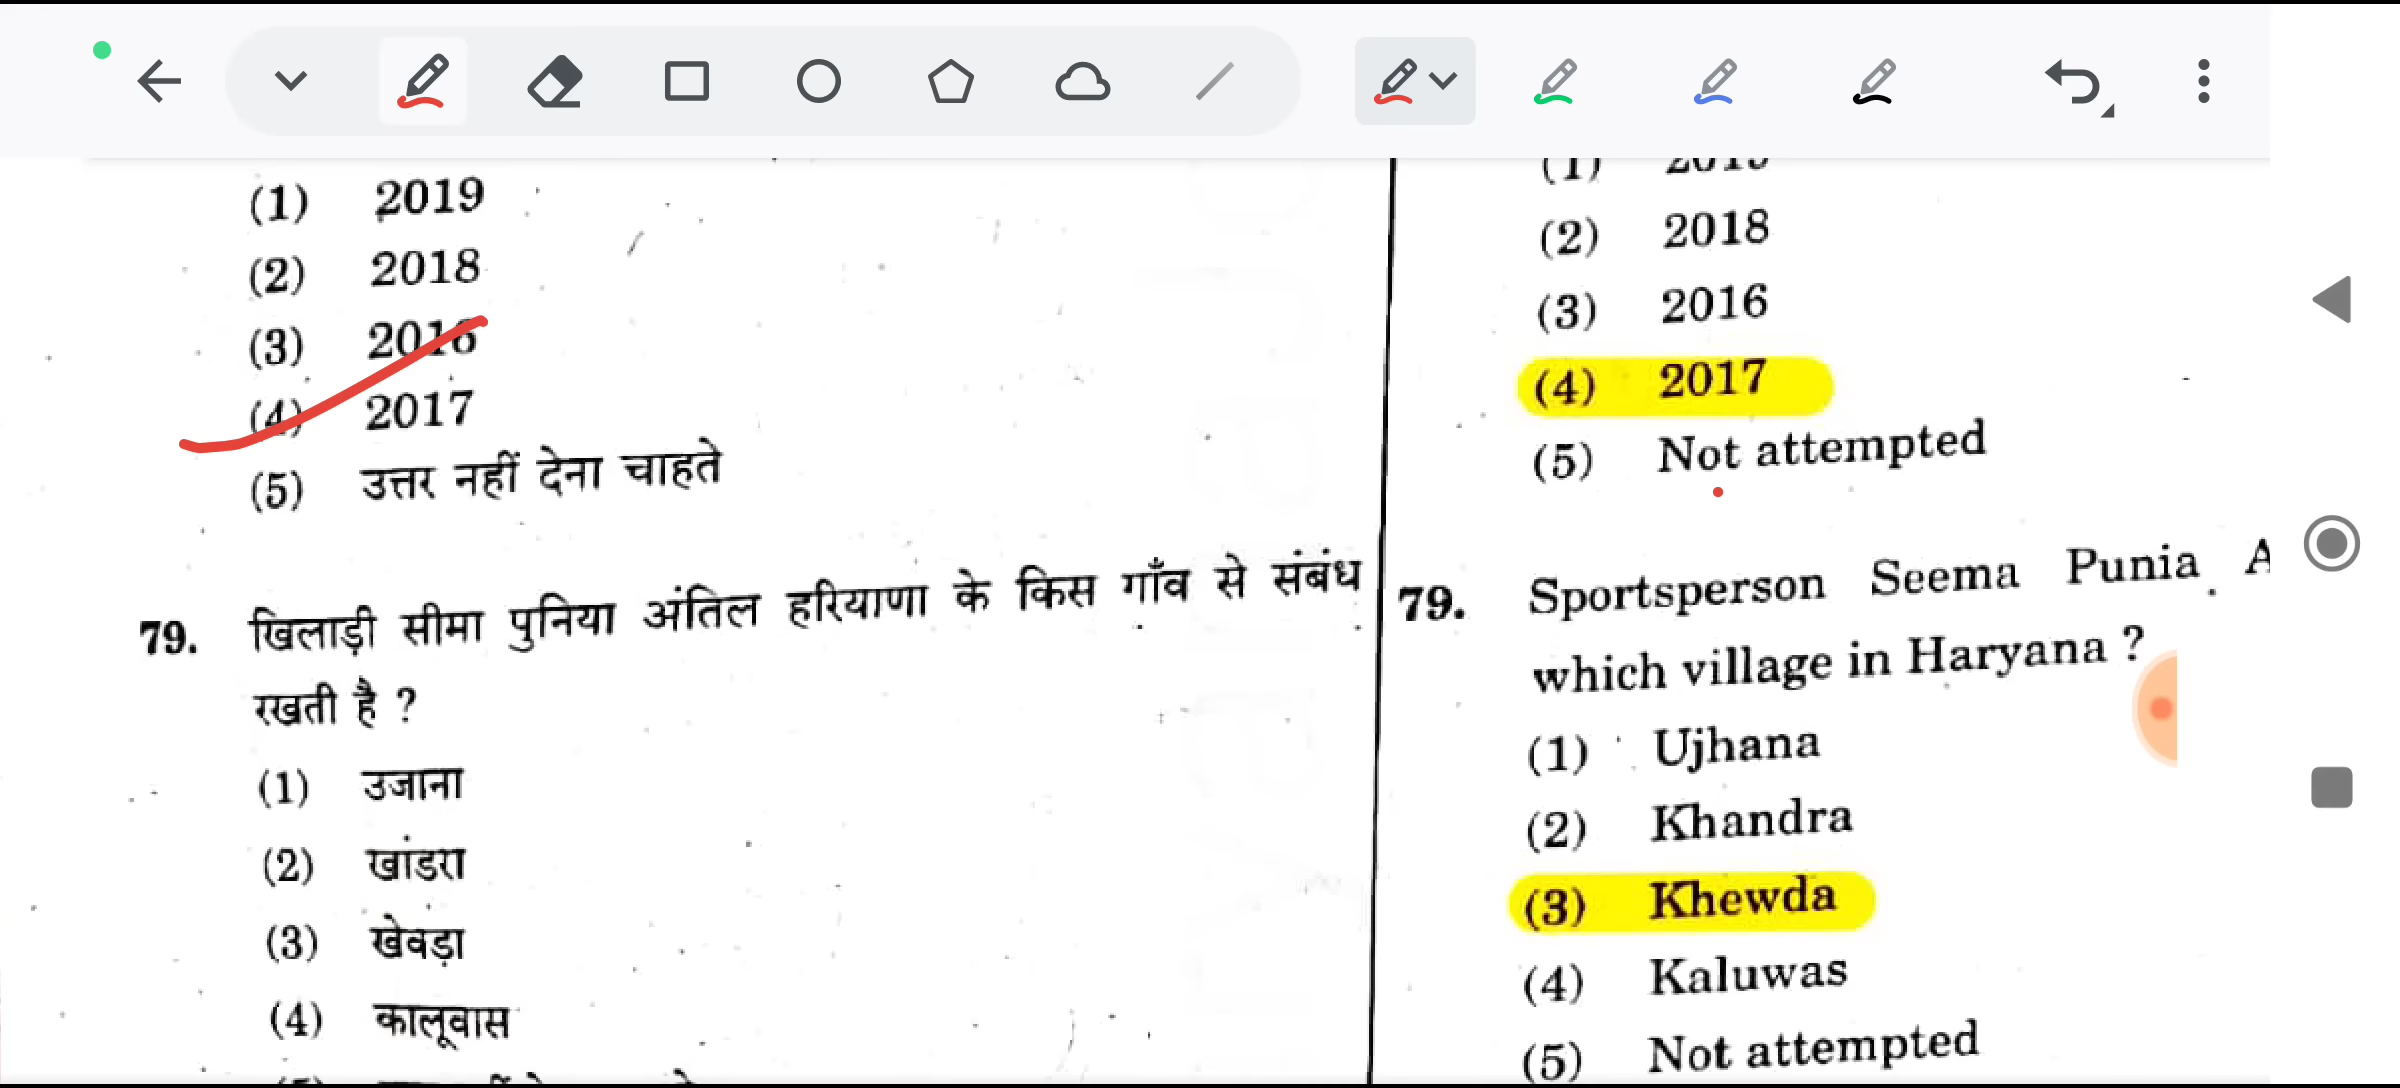 (1) 2019
(2) 2018
(3) 2016
(4) 2017
(5) उत्तर नहीं देना चाहते
79. खिलाड़ी सीमा पुनिया अंतिल हरियाणा के किस गाँव से संबंध
रखती है ?
(1) उजाना
(2) खांडरा
(3) खेवड़ा
(4) कालूवास
(1)
(2) 2018
(3) 2016
(4) 2017
(5) Not attempted
79. Sportsperson Seema Punia
which village in Haryana ?
(1) Ujhana
(2) Khandra
(3) Khewda
(4) Kaluwas
(5) Not attempted